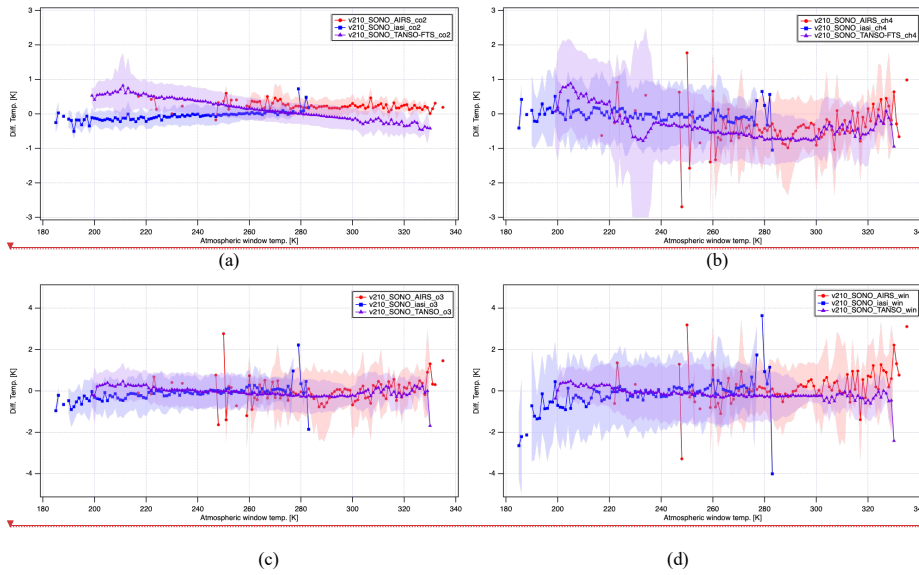 v210_SONO_AIRS_co2
v210_SONO_iasi_co2
v210_SONO_TANSO-FTS_co2
3
2
1
0
-1
-2
-3
Diff. Temp. [K]
180 200 220 240 260 280 300 320 340
Atmospheric window temp. [K]
(a)
v210_SONO_AIRS_ch4
v210_SONO_iasi_ch4
v210_SONO_TANSO-FTS_ch4
3
2
1
0
-1
-2
-3
Diff. Temp. [K]
180 200 220 240 260 280 300 320 340
Atmospheric window temp. [K]
(b)
v210_SONO_AIRS_o3
v210_SONO_iasi_o3
v210_SONO_TANSO_o3
4
2
0
-2
-4
Diff. Temp. [K]
180 200 220 240 260 280 300 320 340
Atmospheric window temp. [K]
(c)
v210_SONO_AIRS_win
v210_SONO_iasi_win
v210_SONO_TANSO_win
4
2
0
-2
-4
Diff. Temp. [K]
180 200 220 240 260 280 300 320 340
Atmospheric window temp. [K]
(d)